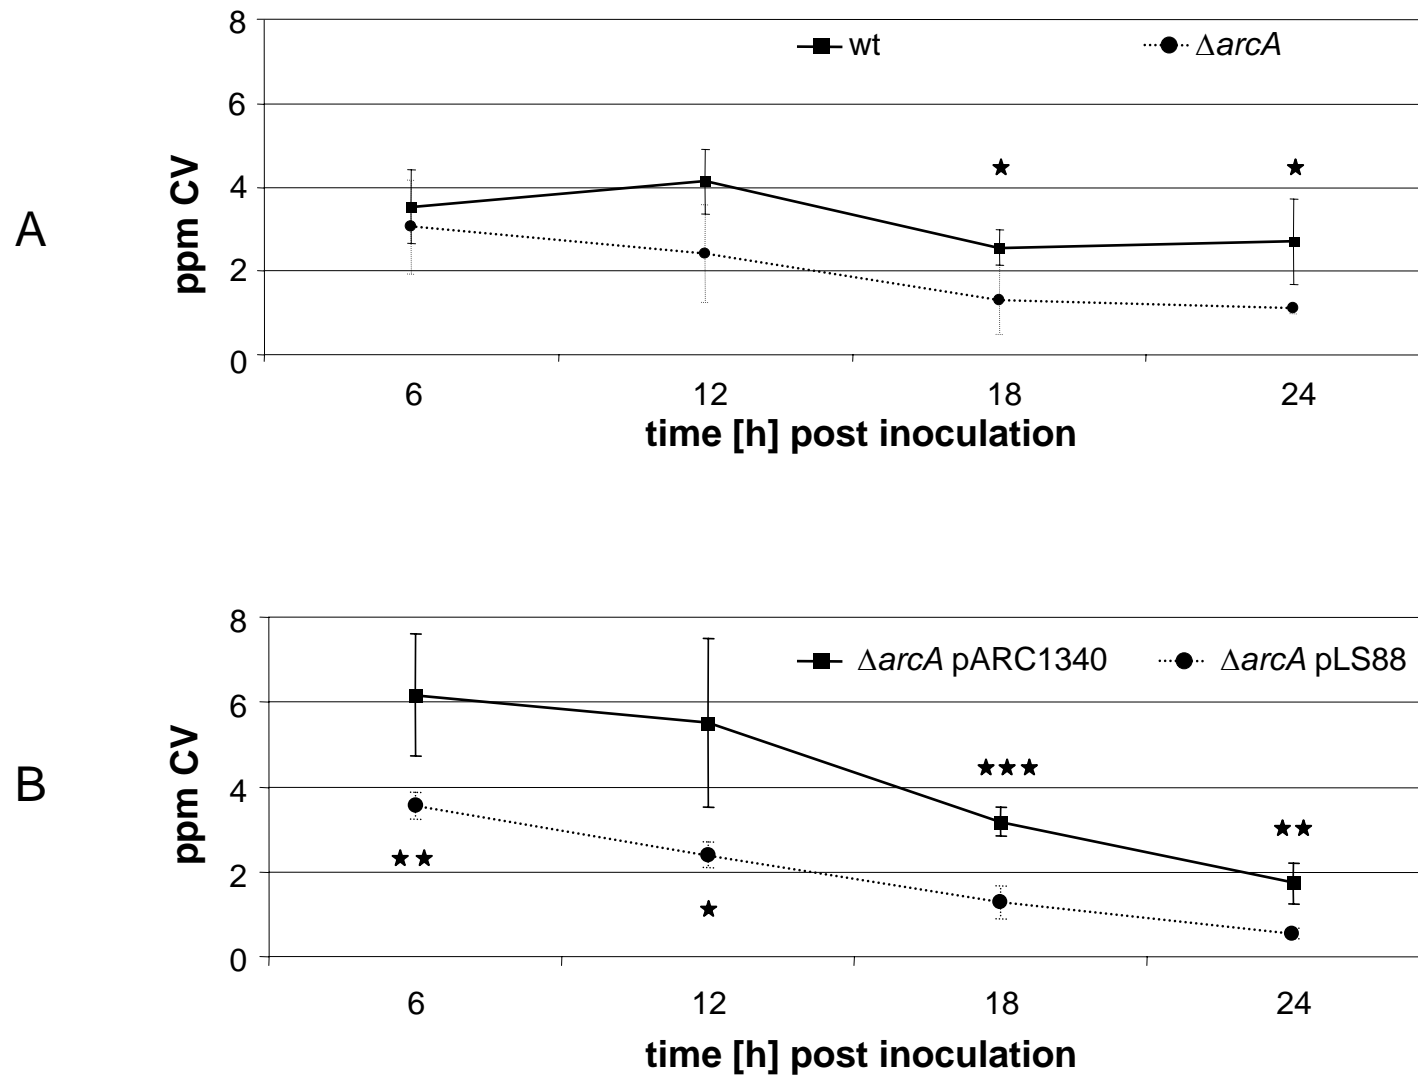 A
ppm CV
8
6
4
2
0
wt
ΔarcA
★
★
6 12 18 24
time [h] post inoculation
B
ppm CV
8
6
4
2
0
ΔarcA pARC1340
ΔarcA pLS88
★★
★
★★★
★★
6 12 18 24
time [h] post inoculation